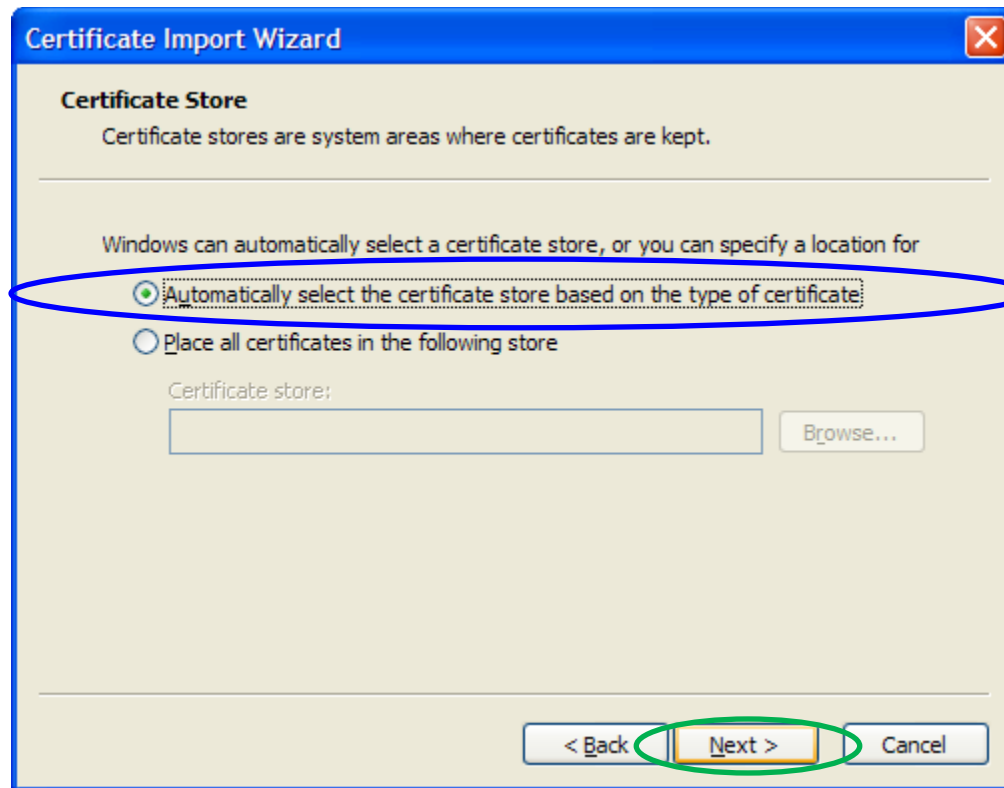 Certificate Import Wizard
Certificate Store
Certificate stores are system areas where certificates are kept.
Windows can automatically select a certificate store, or you can specify a location for
Automatically select the certificate store based on the type of certificate
Place all certificates in the following store
Certificate store:
Browse...
< Back Next > Cancel